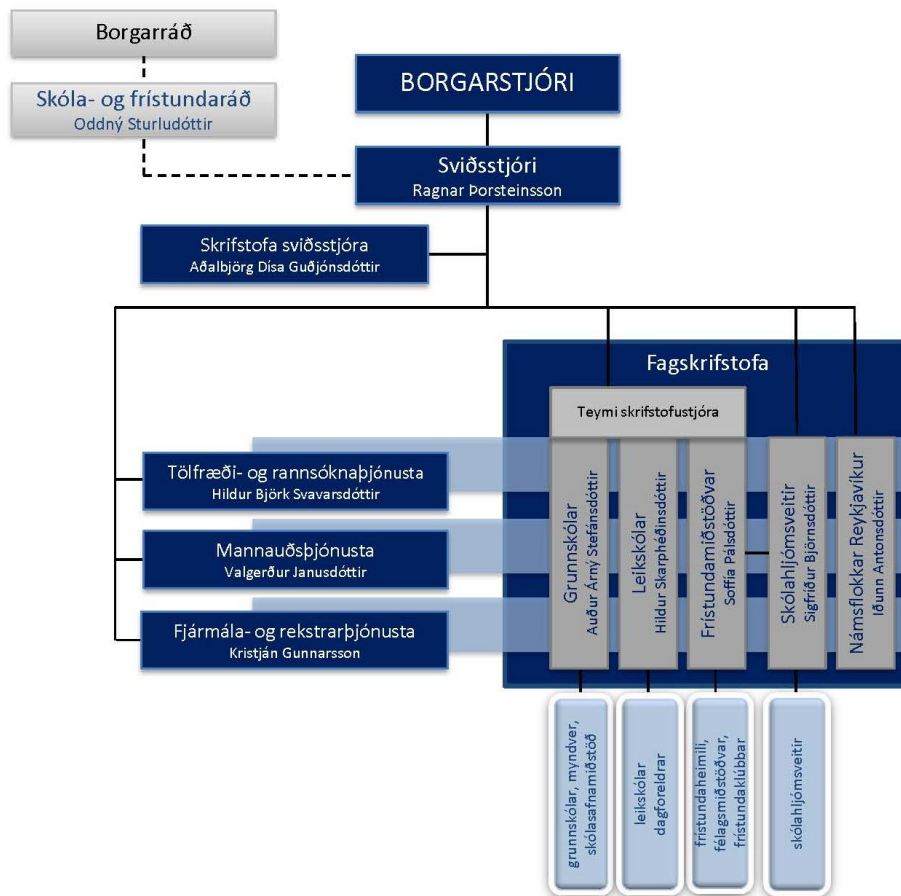 Borgarráð
Skóla- og frístundaráð
Oddný Sturludóttir
BORGARSTJÓRI
Sviðsstjóri
Ragnar Þorsteinsson
Skrifstofa sviðsstjóra
Aðalbjörg Dísa Guðjónsdóttir
Fagskrifstofa
Teymi skrifstofustjóra
Tölfræði- og rannsóknaþjónusta
Hildur Björk Svavarsdóttir
Mannauðsþjónusta
Valgerður Janusdóttir
Fjármála- og rekstrarþjónusta
Kristján Gunnarsson
Grunnskólar
Auður Árný Stefánsdóttir
Leikskólar
Hildur Skarphéðinsdóttir
Frístundamiðstöðvar
Soffía Pálsdóttir
Skólahljómsveitir
Sigfríður Björnsdóttir
Námsflokkar Reykjavíkur
Iðunn Antonsdóttir
grunnskólar, myndver,
skólasafnamiðstöð
leikskólar
dagforeldrar
frístundaheimili,
félagsmiðstöðvar,
frístundaklúbbar
skólahljómsveitir